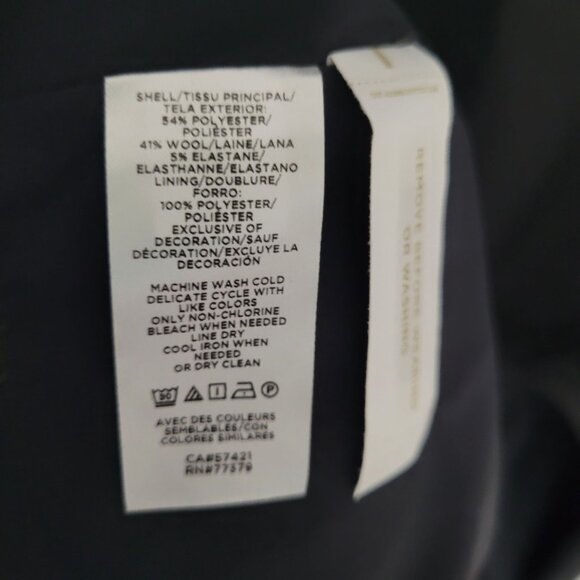 SHELL/TISSU PRINCIPAL/
TELA EXTERIOR:
54% POLYESTER/
POLIÉSTER
41% WOOL/LAINE/LANA
5% ELASTANE/
ELASTHANNE/ELASTANO
LINING/DOUBLURE/
FORRO:
100% POLYESTER/
POLIÉSTER
EXCLUSIVE OF
DECORATION/SAUF
DÉCORATION/EXCLUYE LA
DECORACIÓN
MACHINE WASH COLD
DELICATE CYCLE WITH
LIKE COLORS
ONLY NON-CHLORINE
BLEACH WHEN NEEDED
LINE DRY
COOL IRON WHEN
NEEDED
OR DRY CLEAN
30
P
AVEC DES COULEURS
SEMBLABLES/CON
COLORES SIMILARES
CA#57421
RN#77379
REMOVE BEFORE WEARING
OR WASHING